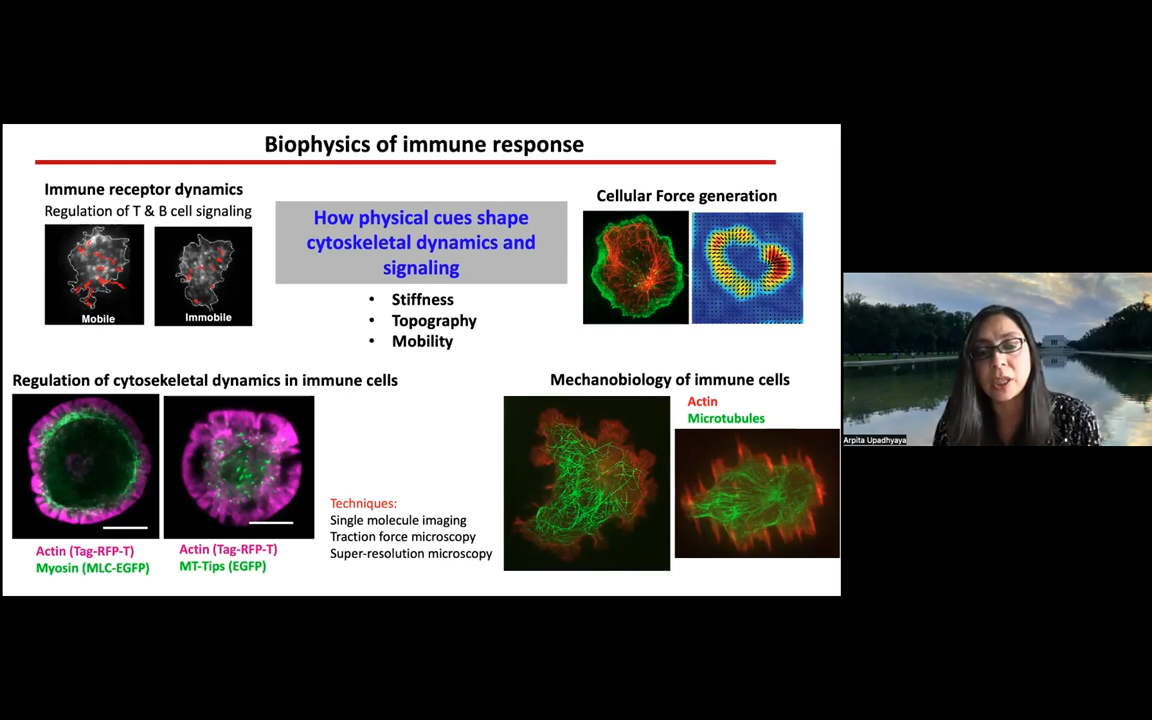 Biophysics of immune response
Immune receptor dynamics
Regulation of T & B cell signaling
Mobile
Immobile
How physical cues shape
cytoskeletal dynamics and
signaling
• Stiffness
• Topography
• Mobility
Cellular Force generation
Regulation of cytosekeletal dynamics in immune cells
Actin (Tag-RFP-T)
Myosin (MLC-EGFP)
Actin (Tag-RFP-T)
MT-Tips (EGFP)
Techniques:
Single molecule imaging
Traction force microscopy
Super-resolution microscopy
Mechanobiology of immune cells
Actin
Microtubules
Arpita Upadhyaya